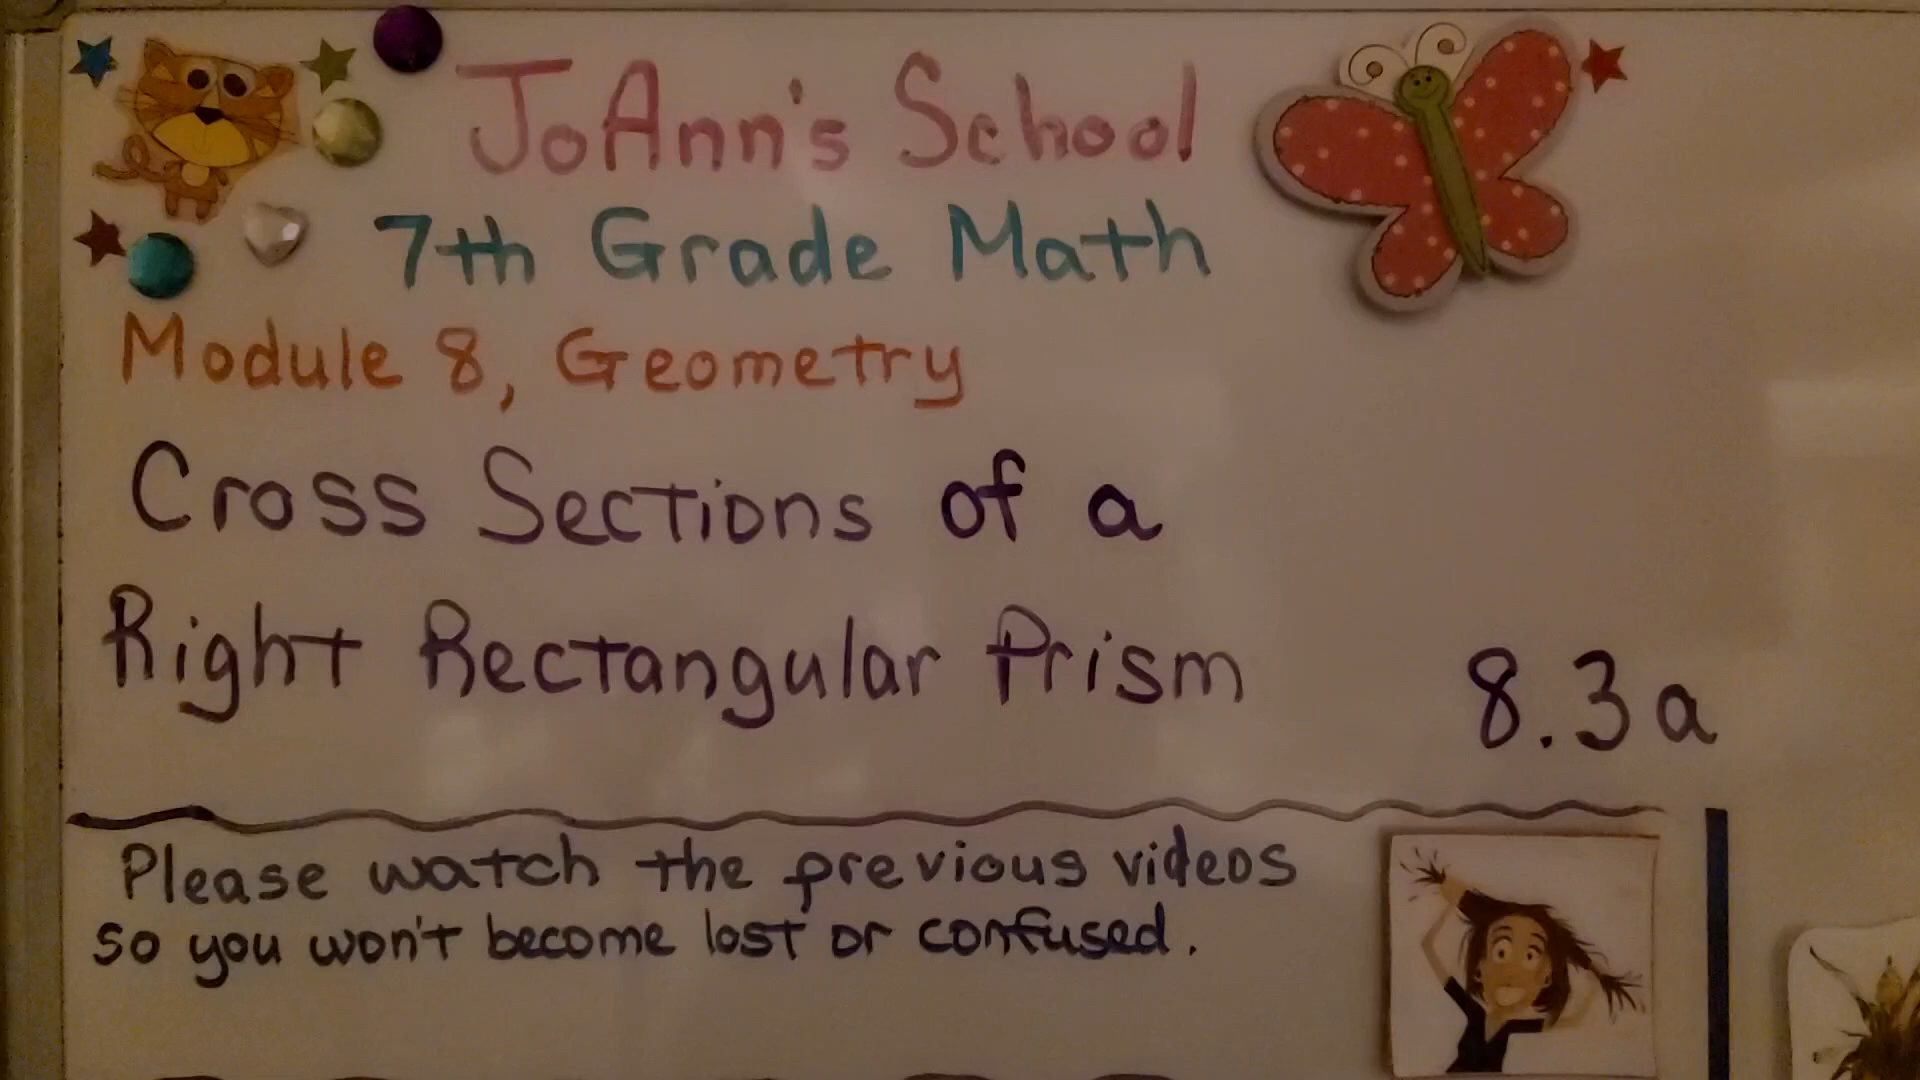 JoAnn's School
7th Grade Math
Module 8, Geometry
Cross Sections of a
Right Rectangular Prism
8.3a
Please watch the previous videos
so you won't become lost or confused.